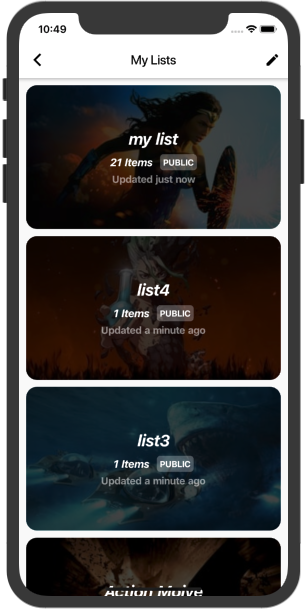 10:49
My Lists
my list
21 Items PUBLIC
Updated just now
list4
1 Items PUBLIC
Updated a minute ago
list3
1 Items PUBLIC
Updated a minute ago
Action Moive